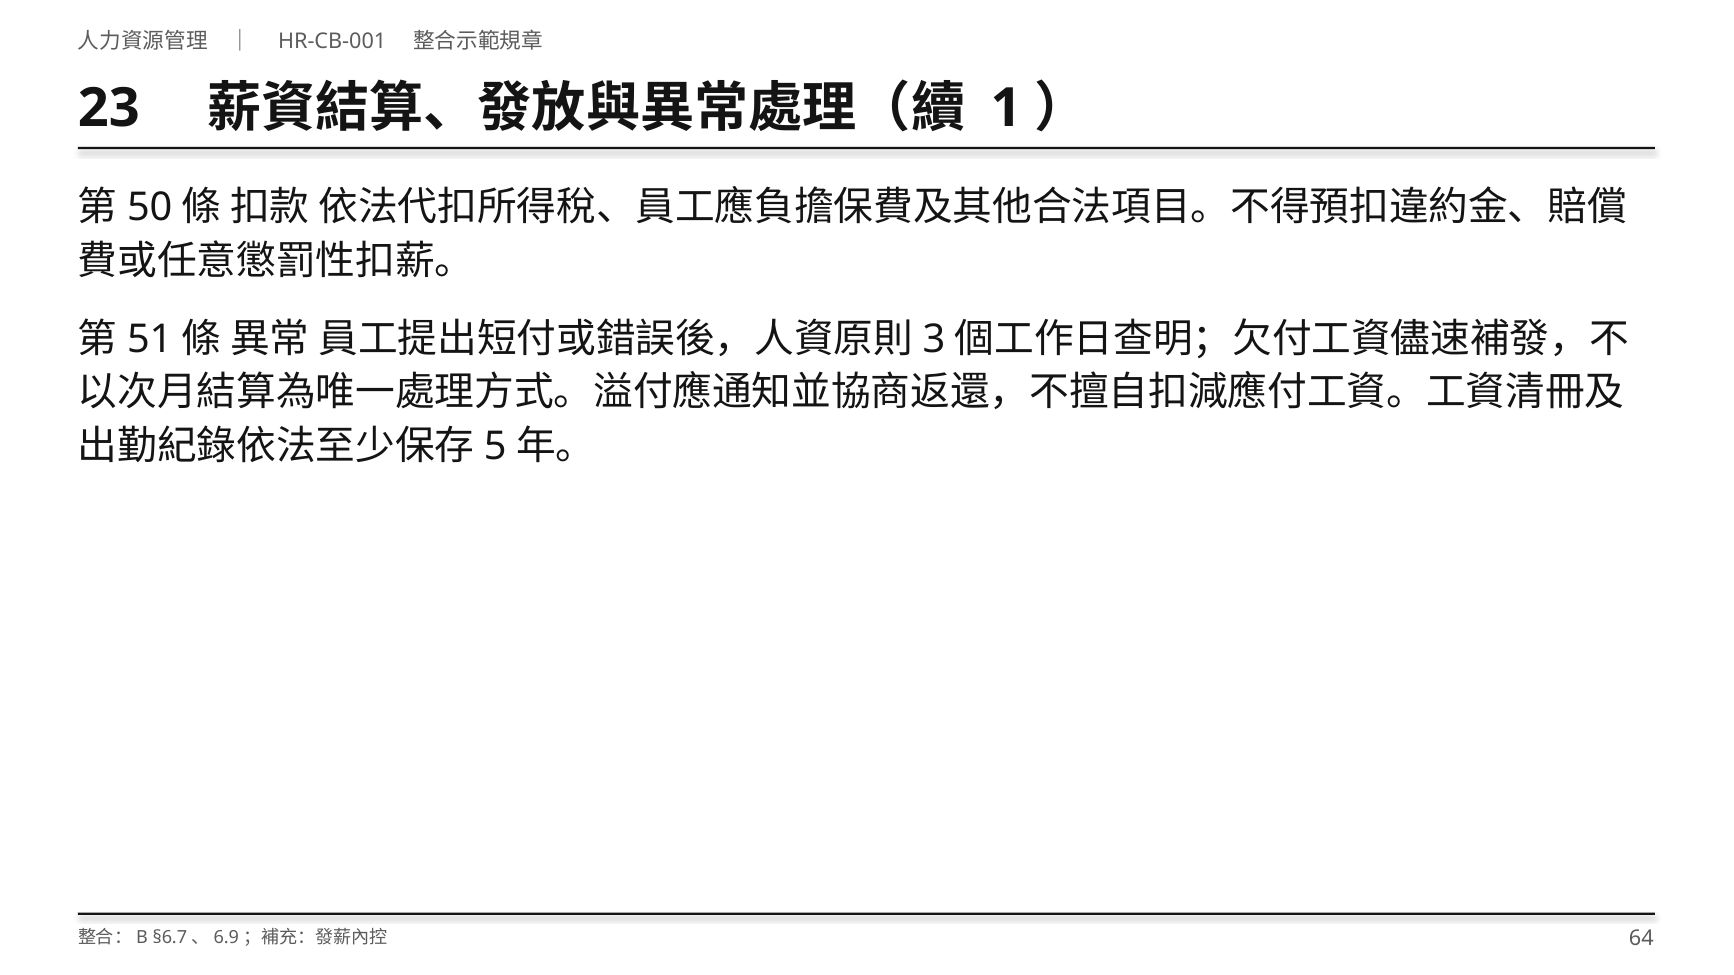 人力資源管理　｜　HR-CB-001　整合示範規章
23　薪資結算、發放與異常處理（續 1）
第 50 條 扣款 依法代扣所得稅、員工應負擔保費及其他合法項目。不得預扣違約金、賠償
費或任意懲罰性扣薪。
第 51 條 異常 員工提出短付或錯誤後，人資原則 3 個工作日查明；欠付工資儘速補發，不
以次月結算為唯一處理方式。溢付應通知並協商返還，不擅自扣減應付工資。工資清冊及
出勤紀錄依法至少保存 5 年。
整合：B §6.7、6.9；補充：發薪內控
64